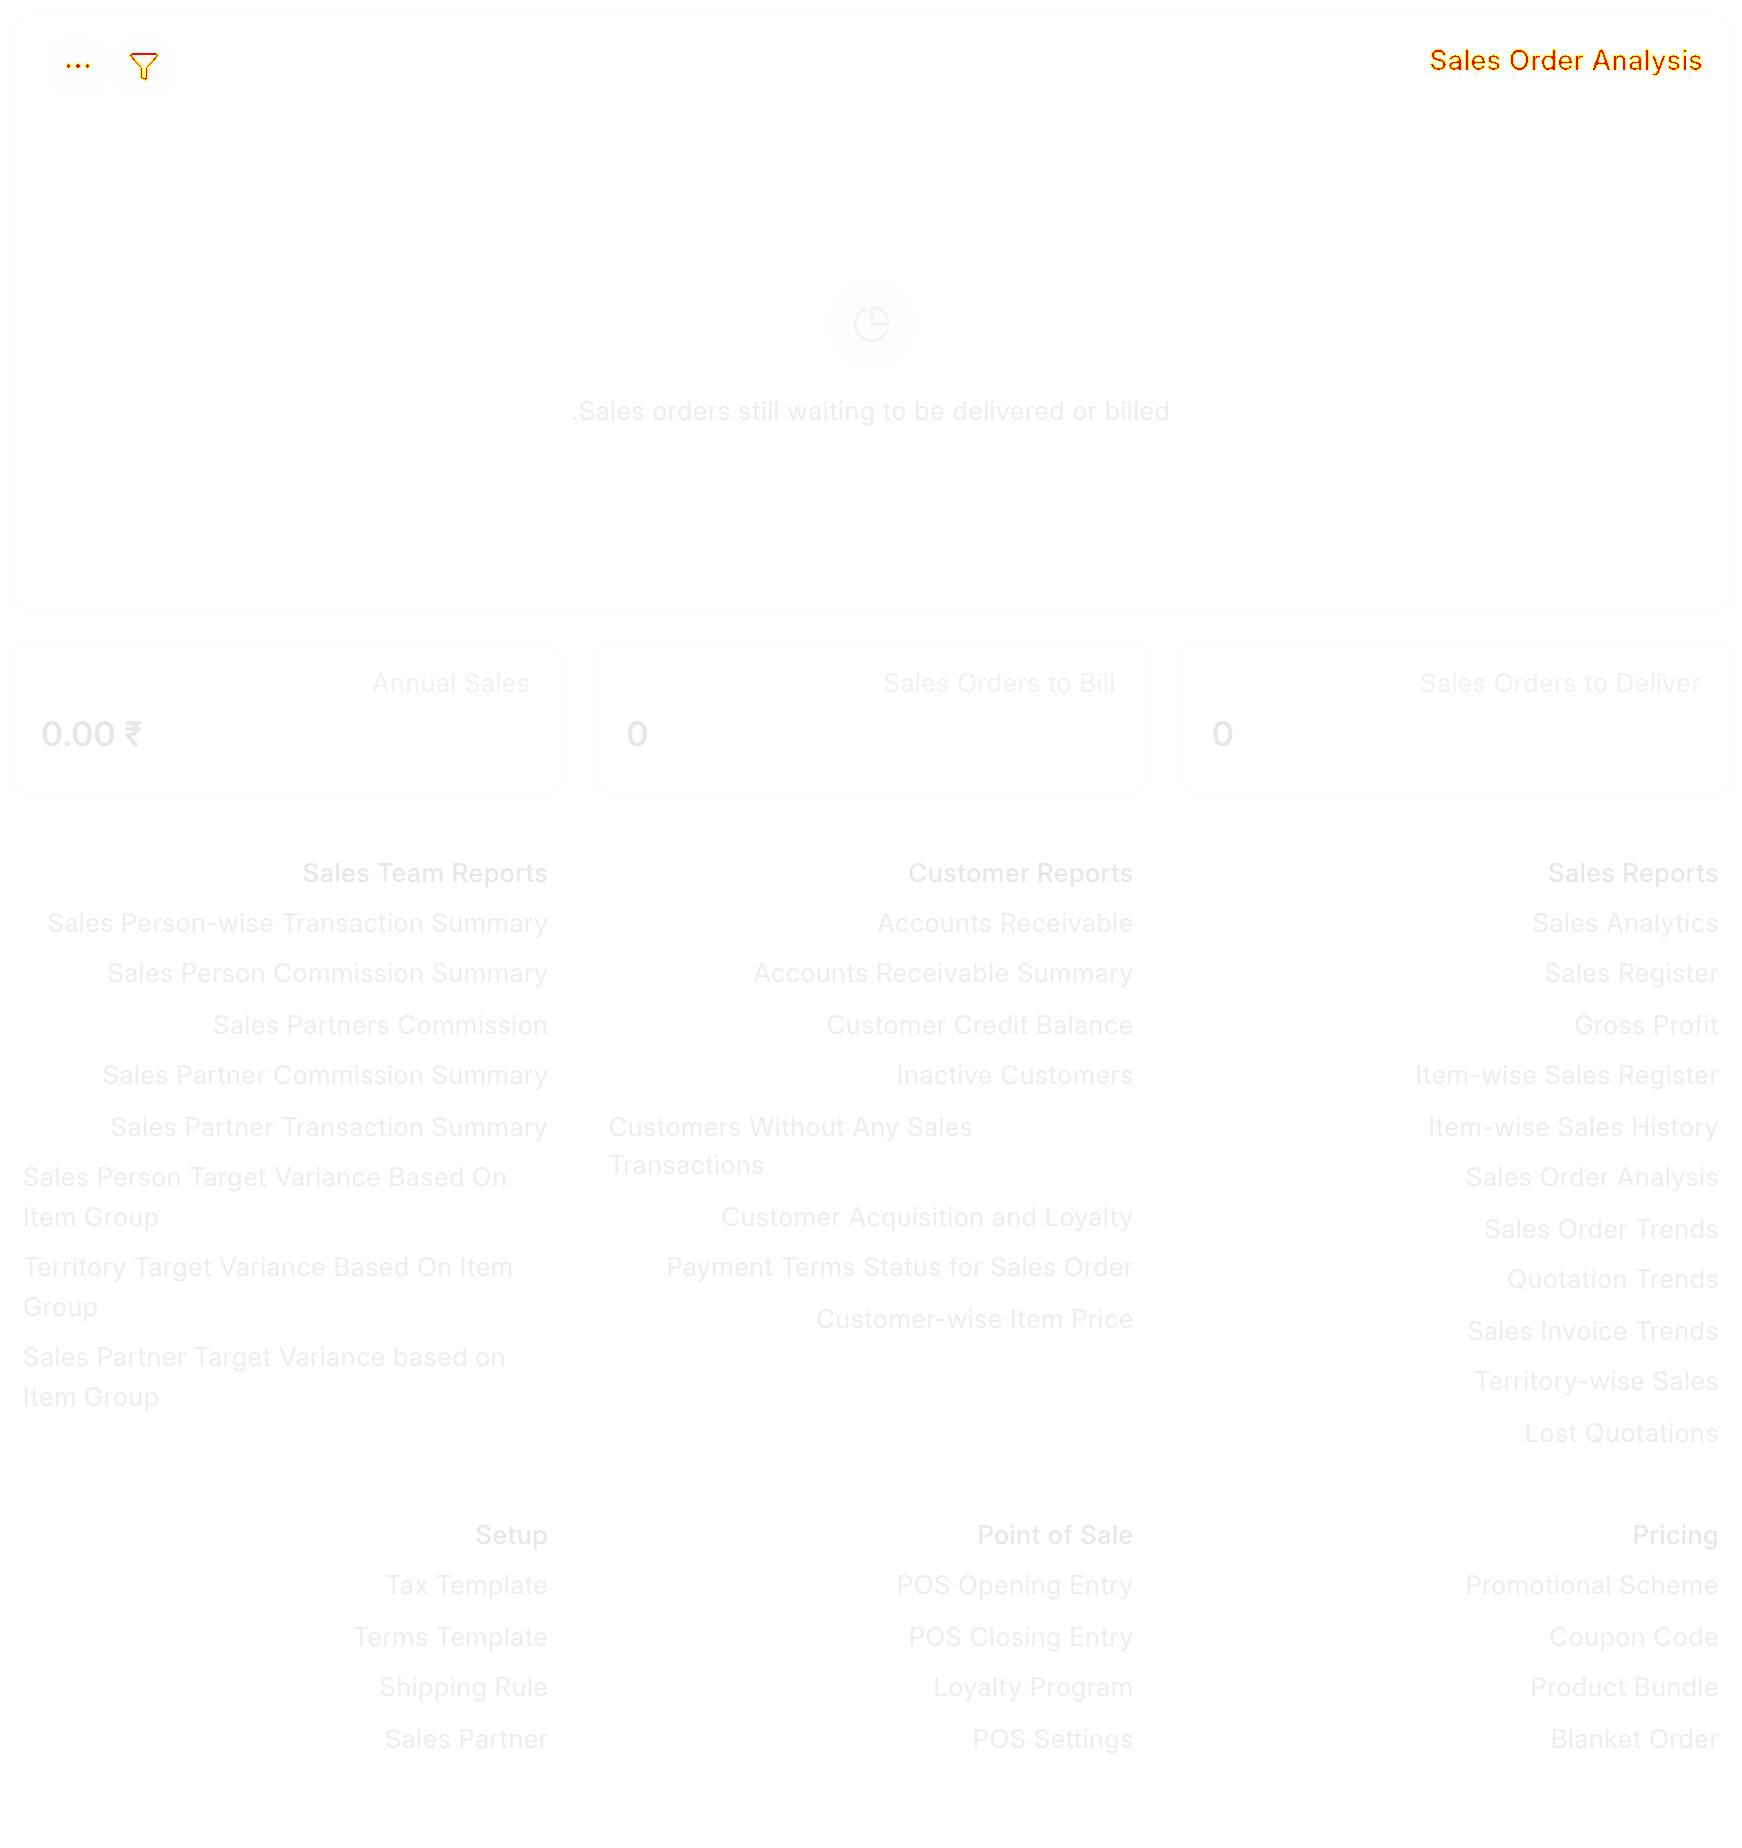 Sales Order Analysis
.Sales orders still waiting to be delivered or billed
Sales Orders to Deliver
0
Sales Orders to Bill
0
Annual Sales
0.00 ₹
Sales Reports
Sales Analytics
Sales Register
Gross Profit
Item-wise Sales Register
Item-wise Sales History
Sales Order Analysis
Sales Order Trends
Quotation Trends
Sales Invoice Trends
Territory-wise Sales
Lost Quotations
Customer Reports
Accounts Receivable
Accounts Receivable Summary
Customer Credit Balance
Inactive Customers
Customers Without Any Sales
Transactions
Customer Acquisition and Loyalty
Payment Terms Status for Sales Order
Customer-wise Item Price
Sales Team Reports
Sales Person-wise Transaction Summary
Sales Person Commission Summary
Sales Partners Commission
Sales Partner Commission Summary
Sales Partner Transaction Summary
Sales Person Target Variance Based On
Item Group
Territory Target Variance Based On Item
Group
Sales Partner Target Variance based on
Item Group
Pricing
Promotional Scheme
Coupon Code
Product Bundle
Blanket Order
Point of Sale
POS Opening Entry
POS Closing Entry
Loyalty Program
POS Settings
Setup
Tax Template
Terms Template
Shipping Rule
Sales Partner